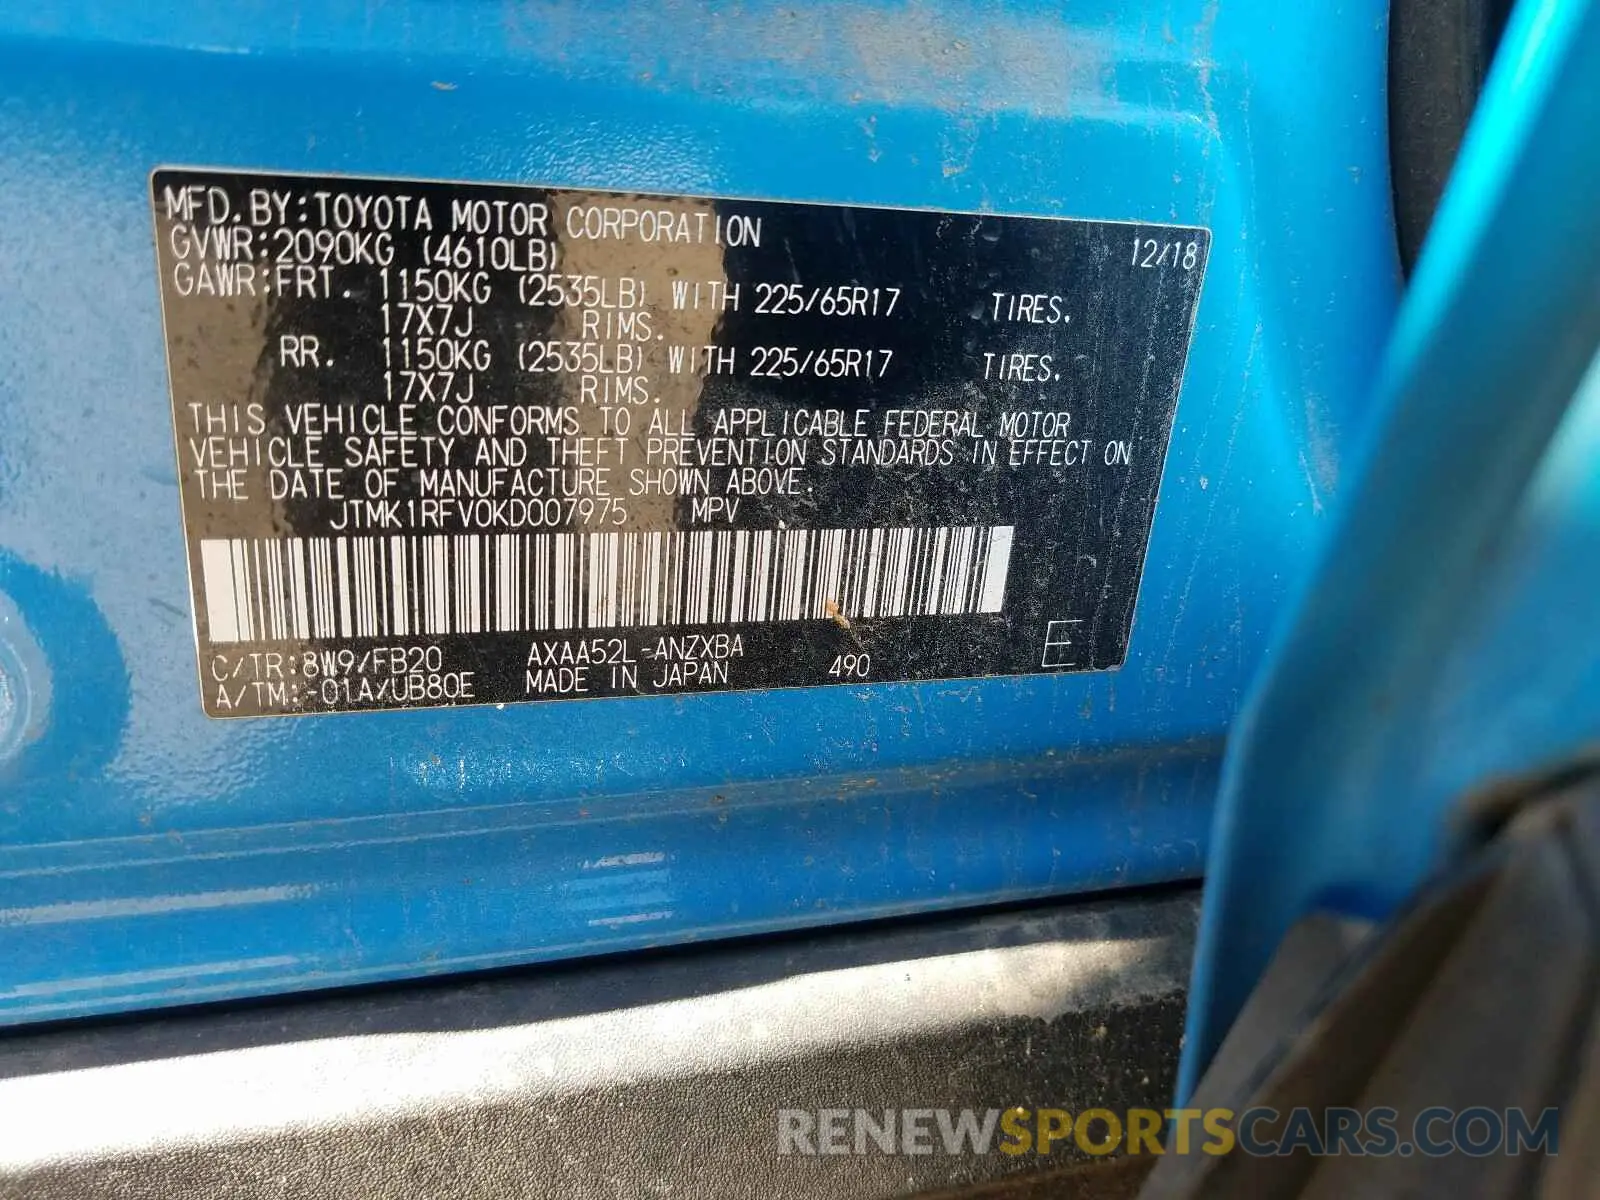 MFD. BY: TOYOTA MOTOR CORPORATION 12/18
GVWR: 2090KG (4610LB)
GAWR: FRT. 1150KG (2535LB) WITH 225/65R17 TIRES.
17X7J RIMS.
RR. 1150KG (2535LB) WITH 225/65R17 TIRES.
17X7J RIMS.
THIS VEHICLE CONFORMS TO ALL APPLICABLE FEDERAL MOTOR
VEHICLE SAFETY AND THEFT PREVENTION STANDARDS IN EFFECT ON
THE DATE OF MANUFACTURE SHOWN ABOVE.
JTMK1RFV0KD007975 MPV
C/TR: 8W9/FB20 AXAA52L-ANZXBA
A/TM: -01A/UB80E MADE IN JAPAN 490 E
RENEWSPORTSCARS.COM